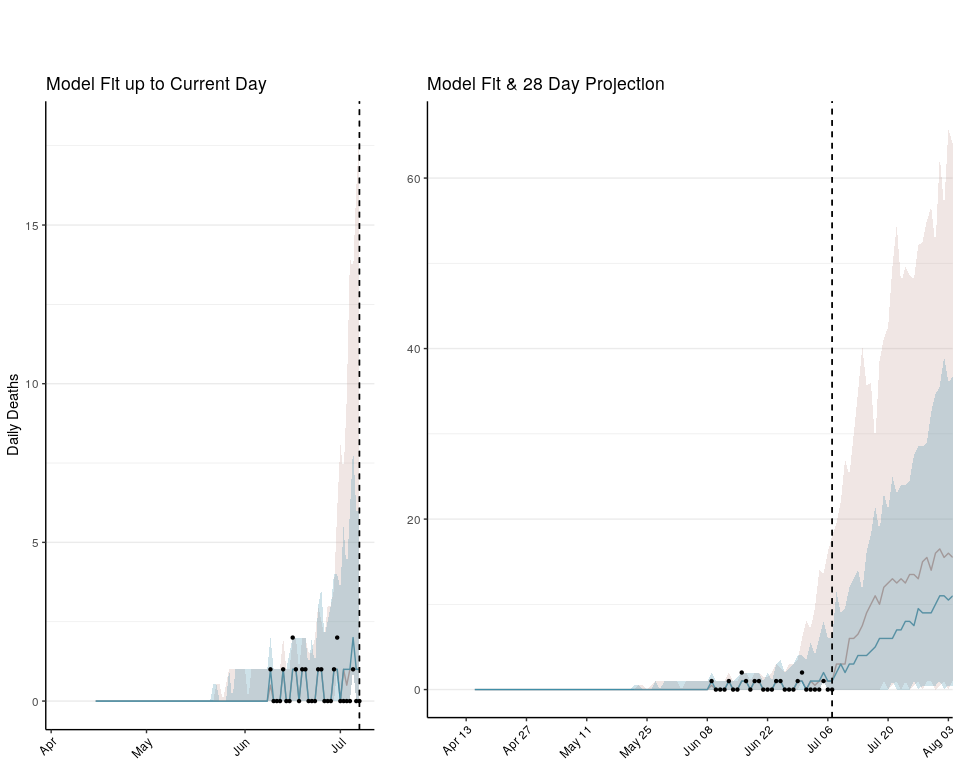 Model Fit up to Current Day
Daily Deaths
15
10
5
0
Apr
May
Jun
Jul
Model Fit & 28 Day Projection
60
40
20
0
Apr 13
Apr 27
May 11
May 25
Jun 08
Jun 22
Jul 06
Jul 20
Aug 03